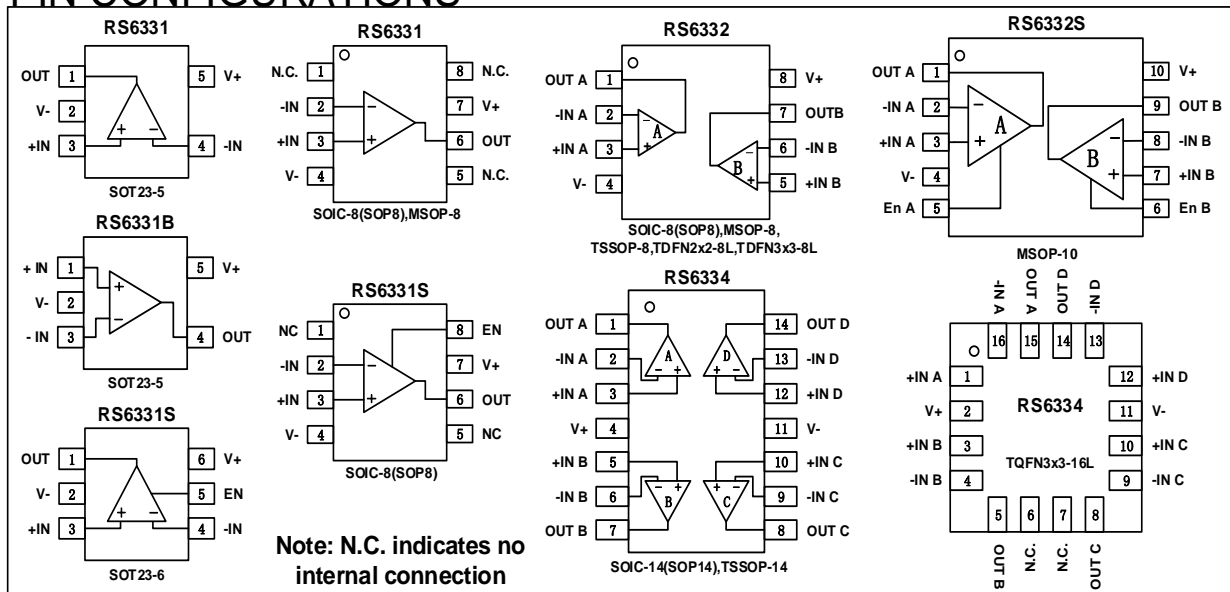 PIN CONFIGURATIONS
RS6331
OUT 1
V- 2
+IN 3
5 V+
4 -IN
+ −
SOT23-5
RS6331
N.C. 1
-IN 2
+IN 3
V- 4
8 N.C.
7 V+
6 OUT
5 N.C.
−
+
SOIC-8(SOP8),MSOP-8
RS6332
OUT A 1
-IN A 2
+IN A 3
V- 4
8 V+
7 OUTB
6 -IN B
5 +IN B
− A +
− B +
SOIC-8(SOP8),MSOP-8,
TSSOP-8,TDFN2x2-8L,TDFN3x3-8L
RS6332S
OUT A 1
-IN A 2
+IN A 3
V- 4
En A 5
10 V+
9 OUT B
8 -IN B
7 +IN B
6 En B
− A +
− B +
MSOP-10
RS6331B
+ IN 1
V- 2
- IN 3
5 V+
4 OUT
+
−
SOT23-5
RS6331S
NC 1
-IN 2
+IN 3
V- 4
8 EN
7 V+
6 OUT
5 NC
−
+
SOIC-8(SOP8)
RS6334
OUT A 1
-IN A 2
+IN A 3
V+ 4
+IN B 5
-IN B 6
OUT B 7
14 OUT D
13 -IN D
12 +IN D
11 V-
10 +IN C
9 -IN C
8 OUT C
A − +
D + −
− + B
+ − C
SOIC-14(SOP14),TSSOP-14
-IN A OUT A OUT D -IN D
16 15 14 13
+IN A 1
V+ 2
+IN B 3
-IN B 4
12 +IN D
11 V-
10 +IN C
9 -IN C
RS6334
TQFN3x3-16L
5 6 7 8
OUT B N.C. N.C. OUT C
RS6331S
OUT 1
V- 2
+IN 3
6 V+
5 EN
4 -IN
+ −
SOT23-6
Note: N.C. indicates no
internal connection